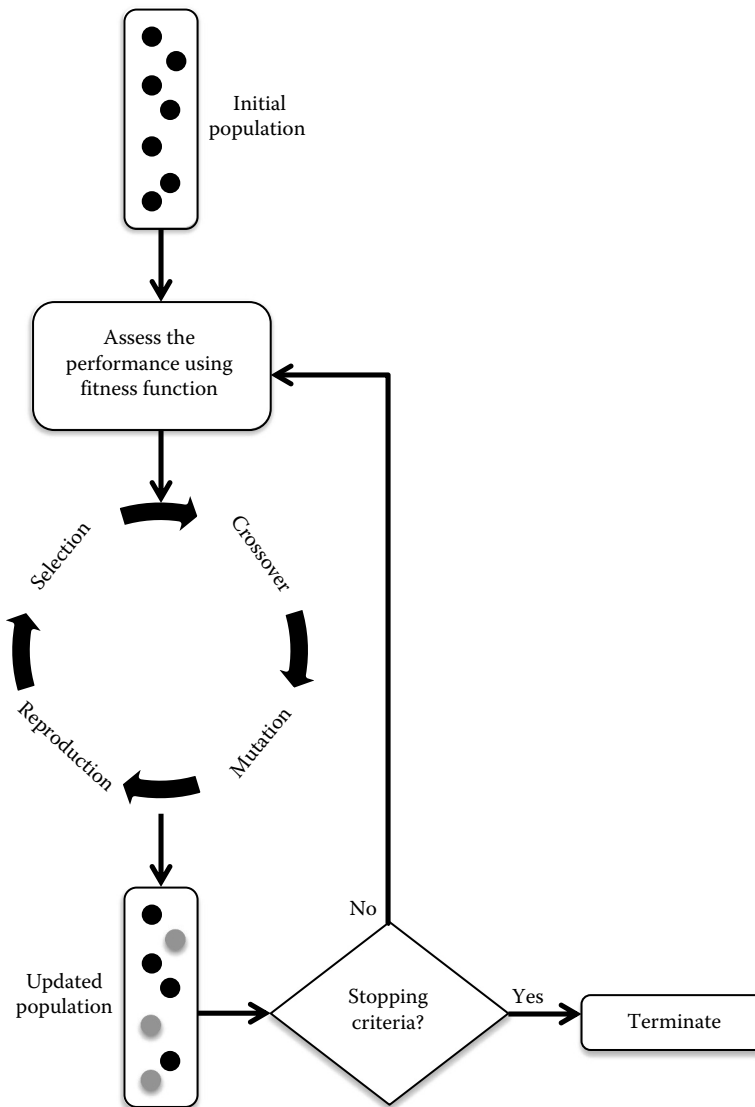 Initial
population
Assess the
performance using
fitness function
Selection
Crossover
Reproduction
Mutation
No
Updated
population
Stopping
criteria?
Yes
Terminate